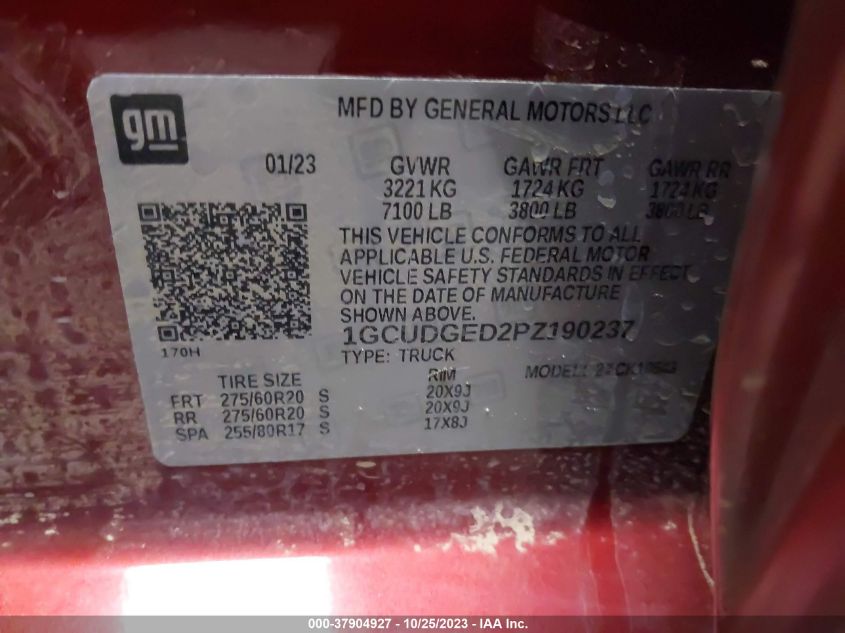 gm
MFD BY GENERAL MOTORS LLC
01/23 GVWR GAWR FRT GAWR RR
3221 KG 1724 KG 1724 KG
7100 LB 3800 LB 3800 LB
THIS VEHICLE CONFORMS TO ALL
APPLICABLE U.S. FEDERAL MOTOR
VEHICLE SAFETY STANDARDS IN EFFECT
ON THE DATE OF MANUFACTURE
SHOWN ABOVE.
1GCUDGED2PZ190237
170H
TYPE: TRUCK
MODEL:
TIRE SIZE RIM
FRT 275/60R20 S 20X9J
RR 275/60R20 S 20X9J
SPA 255/80R17 S 17X8J
000-37904927 - 10/25/2023 - IAA Inc.